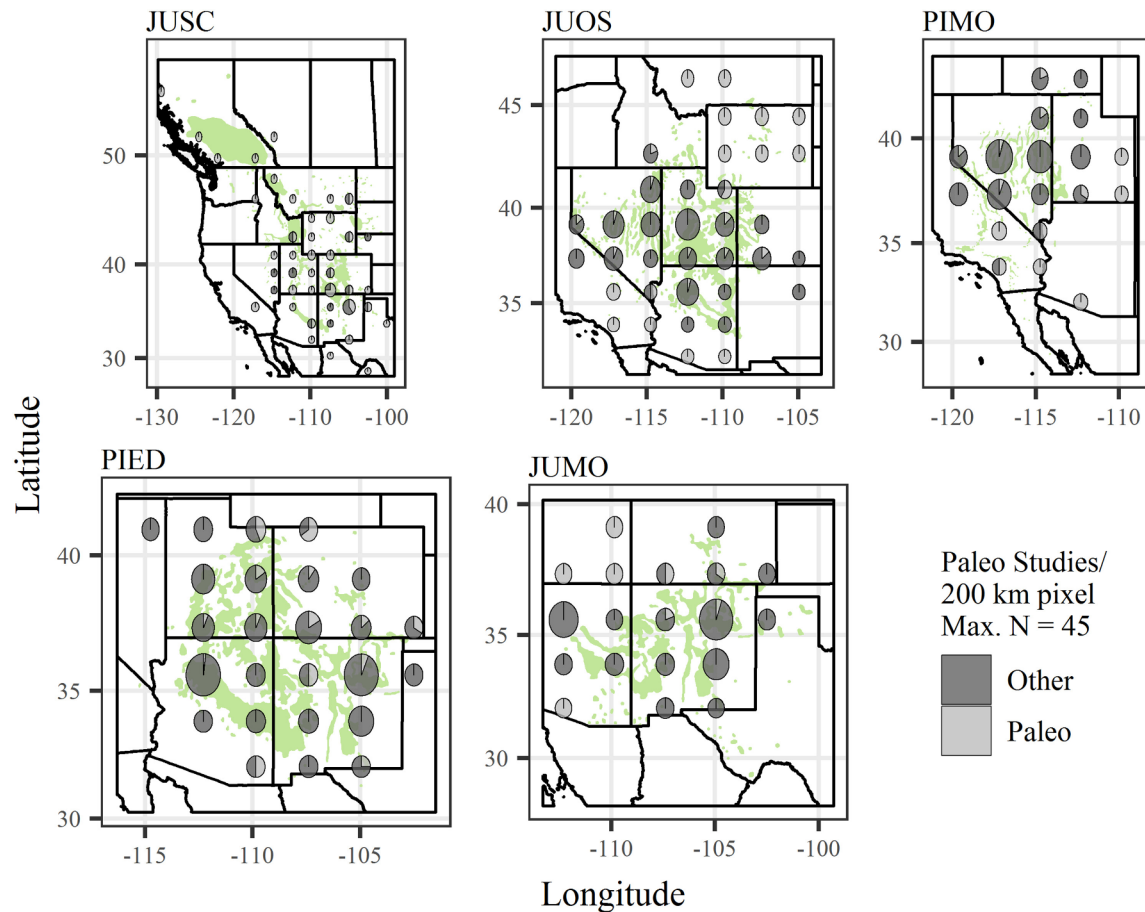 JUSC
JUOS
PIMO
50
40
30
-130
-120
-110
-100
45
40
35
-120
-115
-110
-105
40
35
30
-120
-115
-110
Latitude
PIED
JUMO
40
35
30
-115
-110
-105
40
35
30
-110
-105
-100
Paleo Studies/
200 km pixel
Max. N = 45
Other
Paleo
Longitude